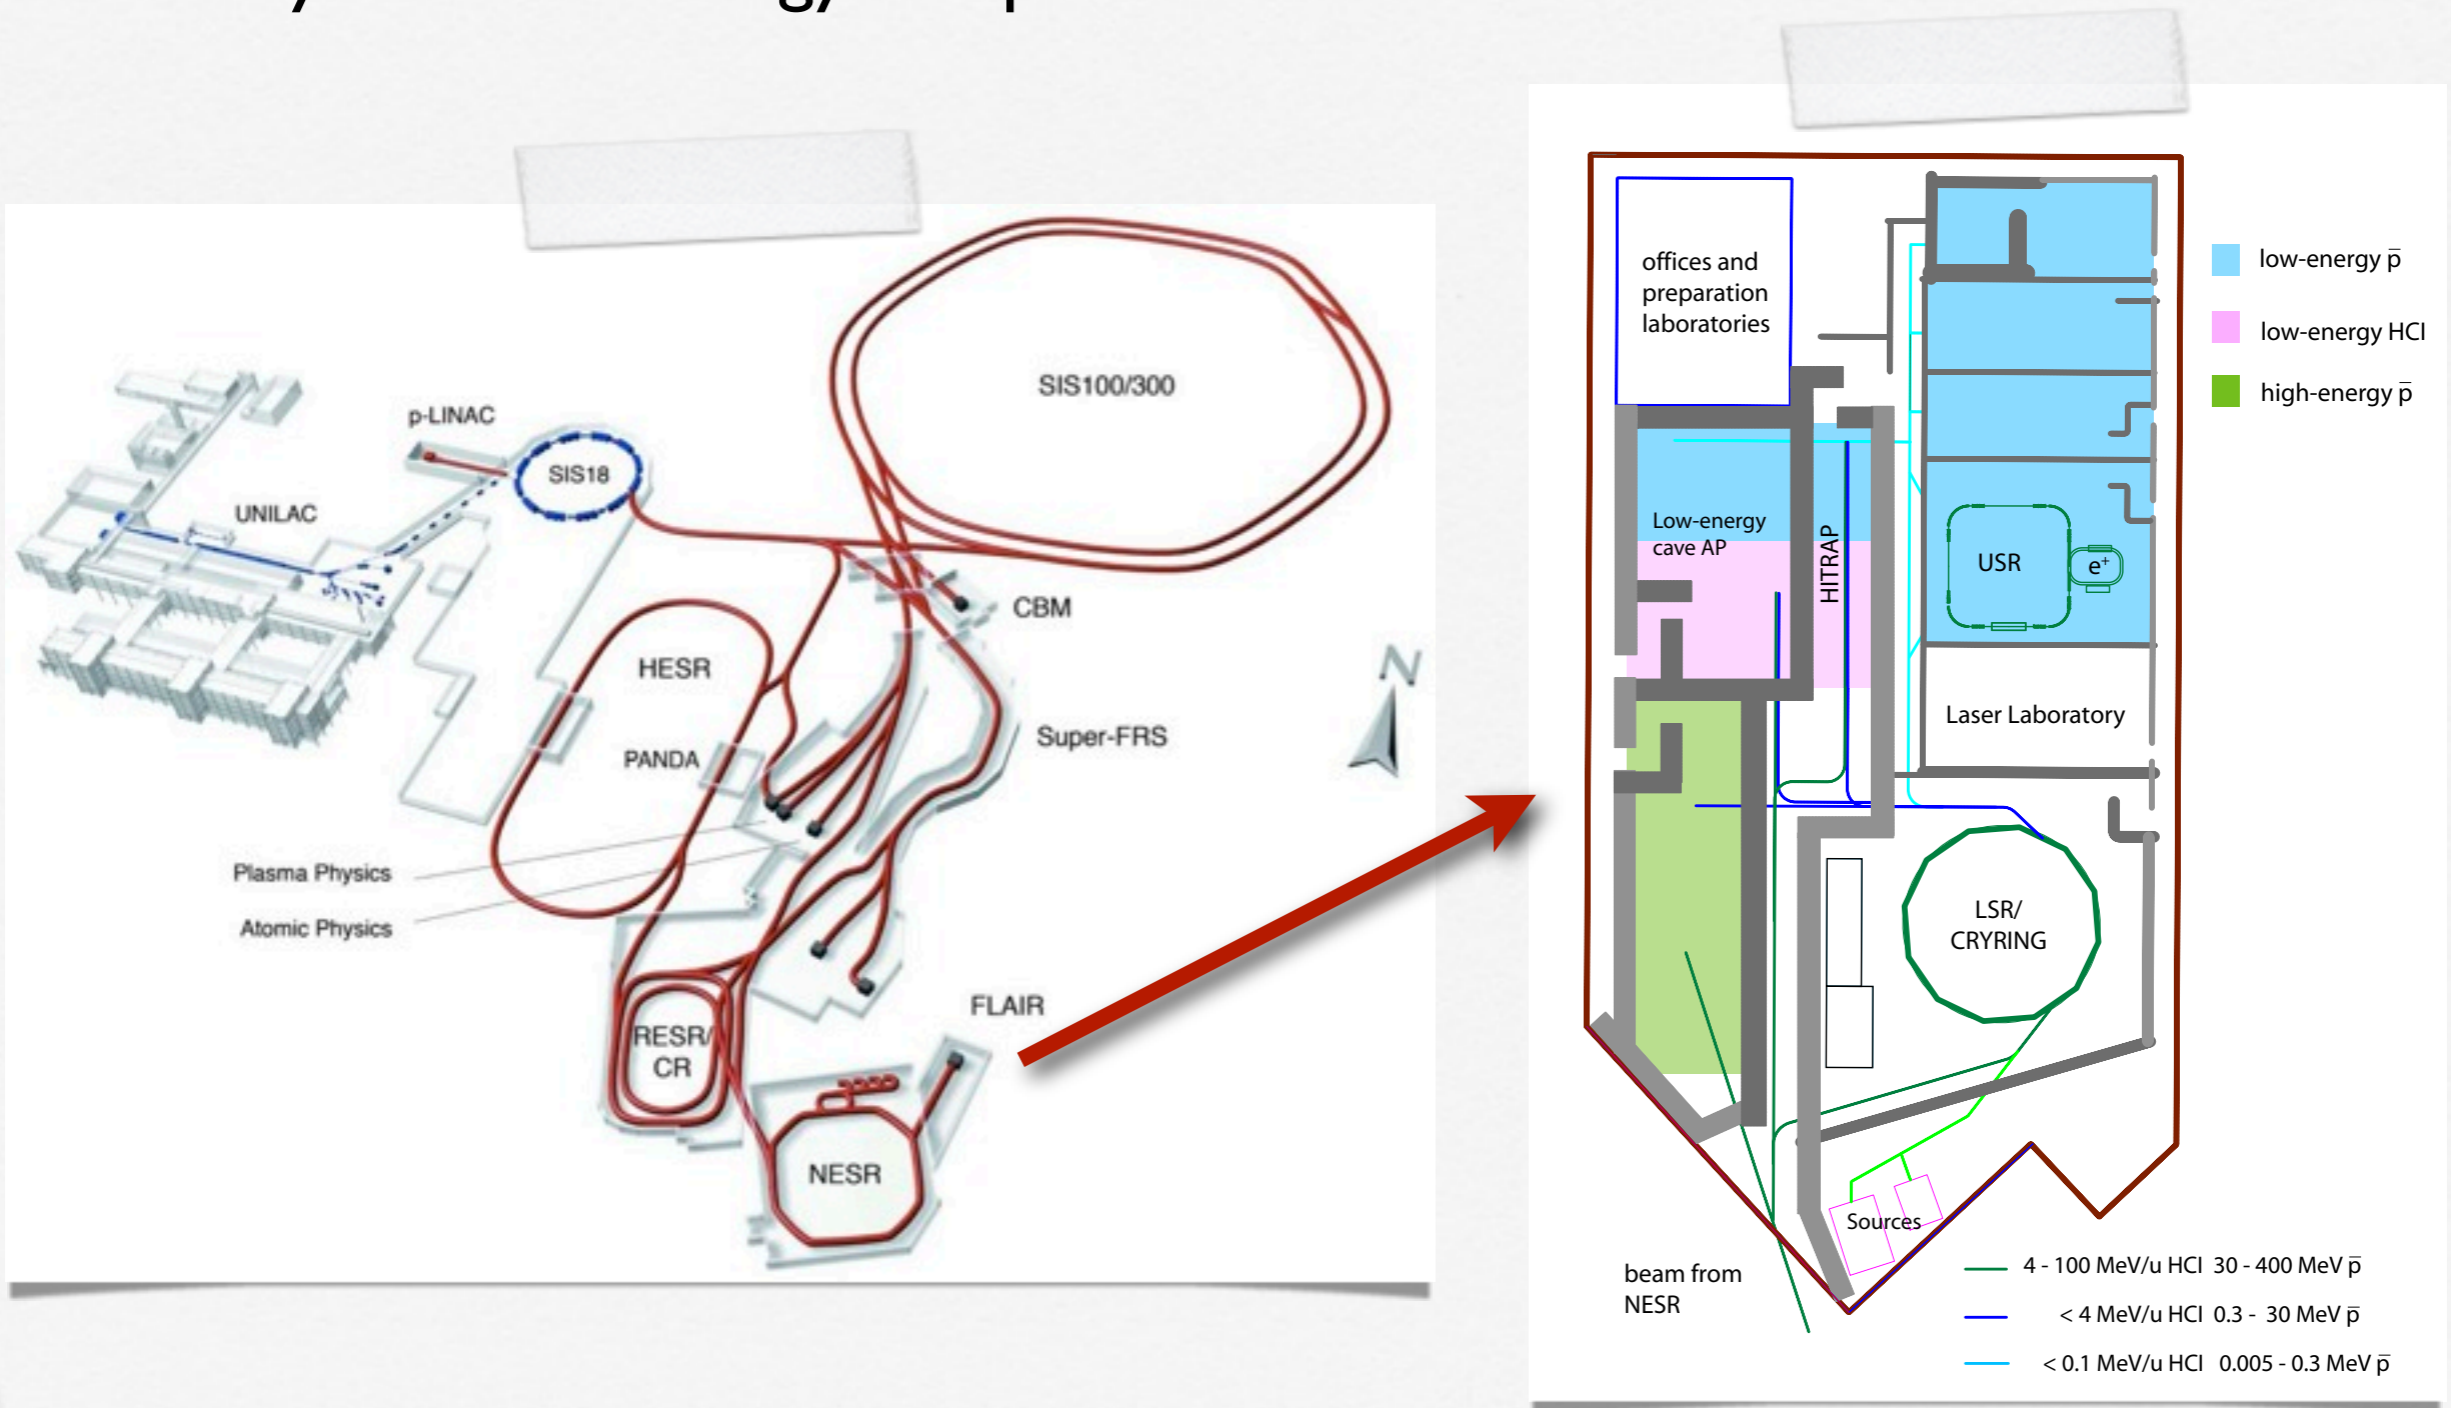 SIS100/300
p-LINAC
SIS18
UNILAC
CBM
HESR
N
Super-FRS
PANDA
Plasma Physics
Atomic Physics
FLAIR
RESR/
CR
NESR
offices and
preparation
laboratories
low-energy p̅
low-energy HCI
high-energy p̅
Low-energy
cave AP
HITRAP
USR
e⁺
Laser Laboratory
LSR/
CRYRING
Sources
beam from
NESR
4 - 100 MeV/u HCI 30 - 400 MeV p̅
< 4 MeV/u HCI 0.3 - 30 MeV p̅
< 0.1 MeV/u HCI 0.005 - 0.3 MeV p̅